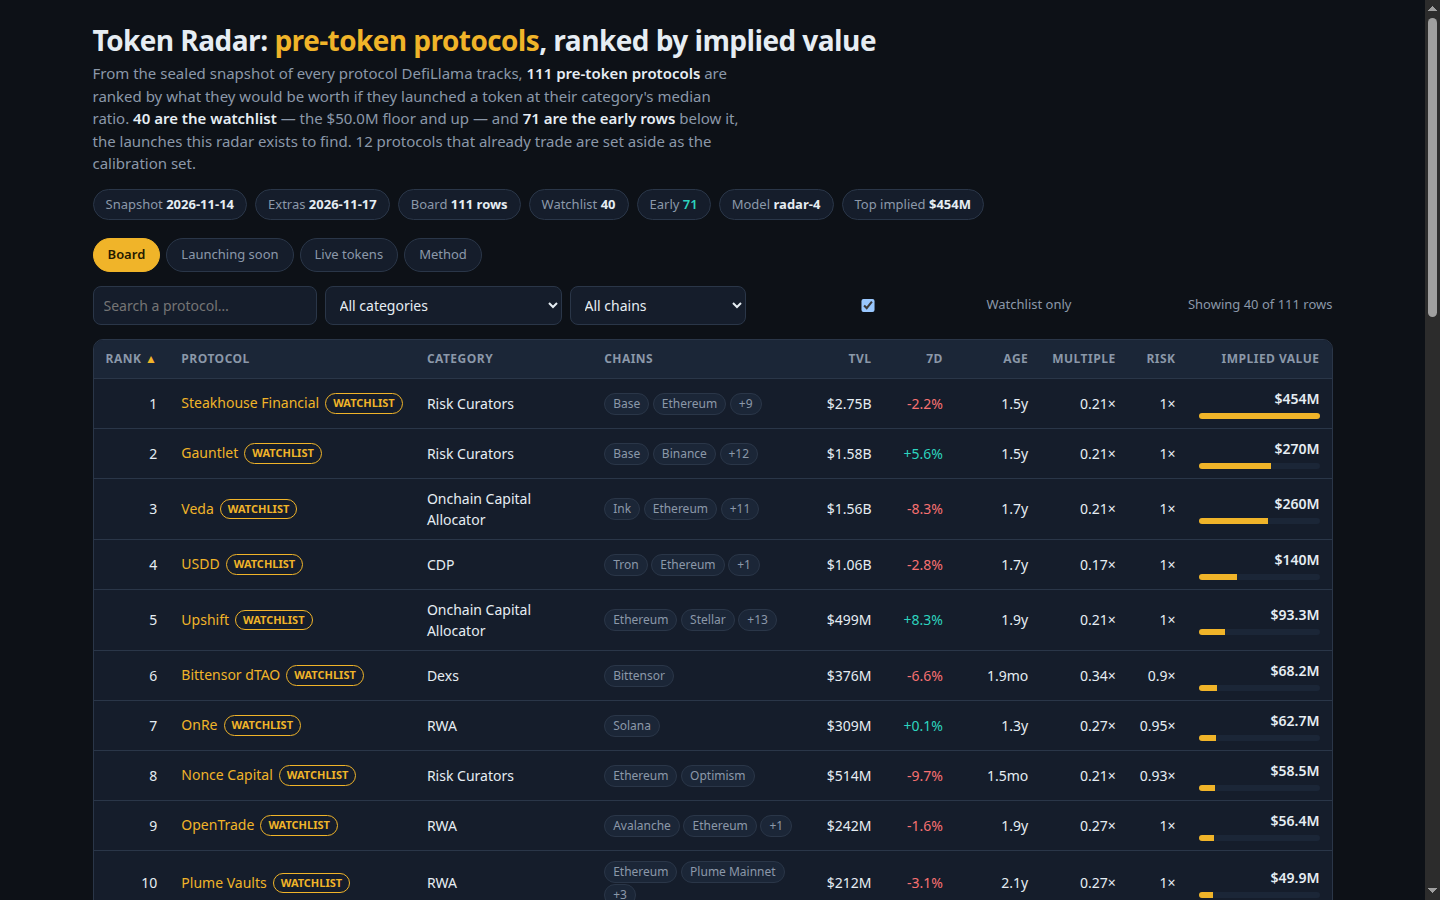 Token Radar: pre-token protocols, ranked by implied value
From the sealed snapshot of every protocol DefiLlama tracks, 111 pre-token protocols are
ranked by what they would be worth if they launched a token at their category's median
ratio. 40 are the watchlist — the $50.0M floor and up — and 71 are the early rows below it,
the launches this radar exists to find. 12 protocols that already trade are set aside as the
calibration set.
Snapshot 2026-11-14 Extras 2026-11-17 Board 111 rows Watchlist 40 Early 71 Model radar-4 Top implied $454M
Board Launching soon Live tokens Method
Search a protocol... All categories All chains Watchlist only Showing 40 of 111 rows
RANK ▲ PROTOCOL CATEGORY CHAINS TVL 7D AGE MULTIPLE RISK IMPLIED VALUE
1 Steakhouse Financial WATCHLIST Risk Curators Base Ethereum +9 $2.75B -2.2% 1.5y 0.21× 1× $454M
2 Gauntlet WATCHLIST Risk Curators Base Binance +12 $1.58B +5.6% 1.5y 0.21× 1× $270M
3 Veda WATCHLIST Onchain Capital Allocator Ink Ethereum +11 $1.56B -8.3% 1.7y 0.21× 1× $260M
4 USDD WATCHLIST CDP Tron Ethereum +1 $1.06B -2.8% 1.7y 0.17× 1× $140M
5 Upshift WATCHLIST Onchain Capital Allocator Ethereum Stellar +13 $499M +8.3% 1.9y 0.21× 1× $93.3M
6 Bittensor dTAO WATCHLIST Dexs Bittensor $376M -6.6% 1.9mo 0.34× 0.9× $68.2M
7 OnRe WATCHLIST RWA Solana $309M +0.1% 1.3y 0.27× 0.95× $62.7M
8 Nonce Capital WATCHLIST Risk Curators Ethereum Optimism $514M -9.7% 1.5mo 0.21× 0.93× $58.5M
9 OpenTrade WATCHLIST RWA Avalanche Ethereum +1 $242M -1.6% 1.9y 0.27× 1× $56.4M
10 Plume Vaults WATCHLIST RWA Ethereum Plume Mainnet +3 $212M -3.1% 2.1y 0.27× 1× $49.9M